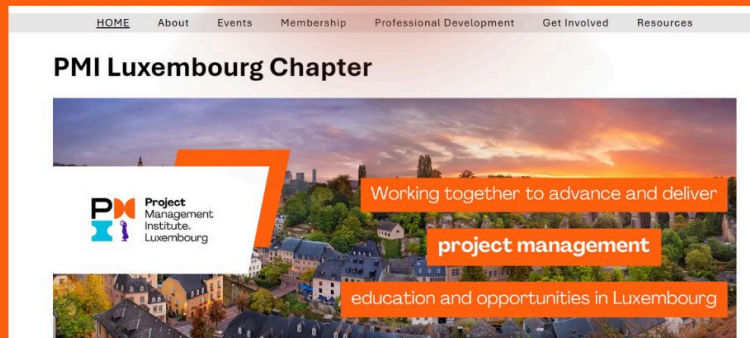 HOME About Events Membership Professional Development Get Involved Resources
PMI Luxembourg Chapter
Project
Management
Institute.
Luxembourg
Working together to advance and deliver
project management
education and opportunities in Luxembourg